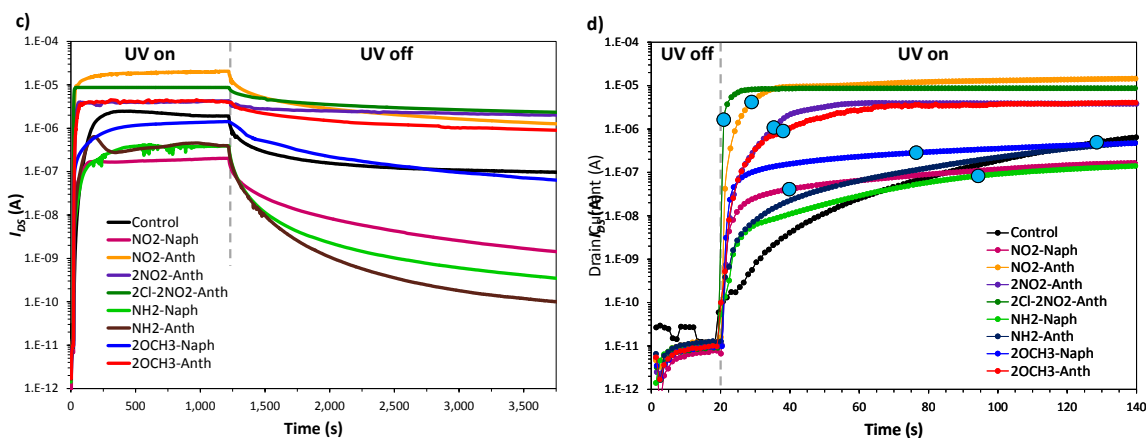 c)
UV on
UV off
1.E-04
1.E-05
1.E-06
1.E-07
1.E-08
1.E-09
1.E-10
1.E-11
1.E-12
I_DS (A)
Control
NO2-Naph
NO2-Anth
2NO2-Anth
2Cl-2NO2-Anth
NH2-Naph
NH2-Anth
2OCH3-Naph
2OCH3-Anth
0 500 1,000 1,500 2,000 2,500 3,000 3,500
Time (s)
d)
UV off
UV on
1.E-04
1.E-05
1.E-06
1.E-07
1.E-08
1.E-09
1.E-10
1.E-11
1.E-12
Control
NO2-Naph
NO2-Anth
2NO2-Anth
2Cl-2NO2-Anth
NH2-Naph
NH2-Anth
2OCH3-Naph
2OCH3-Anth
0 20 40 60 80 100 120 140
Time (s)